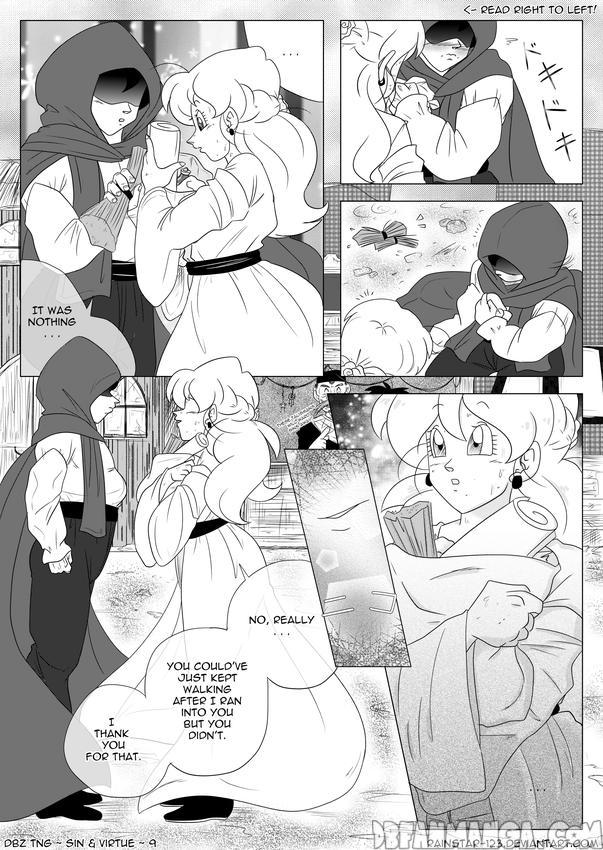 <- READ RIGHT TO LEFT!
ドキ
ドキ
...
IT WAS
NOTHING
...
NO, REALLY
...
YOU COULD'VE
JUST KEPT
WALKING
AFTER I RAN
INTO YOU
BUT YOU
DIDN'T.
I
THANK
YOU
FOR THAT.
...
DBZ TNG ~ SIN & VIRTUE ~ 9
DBFANMANGA.COM
RAINSTAR-123.DEVIANTART.COM